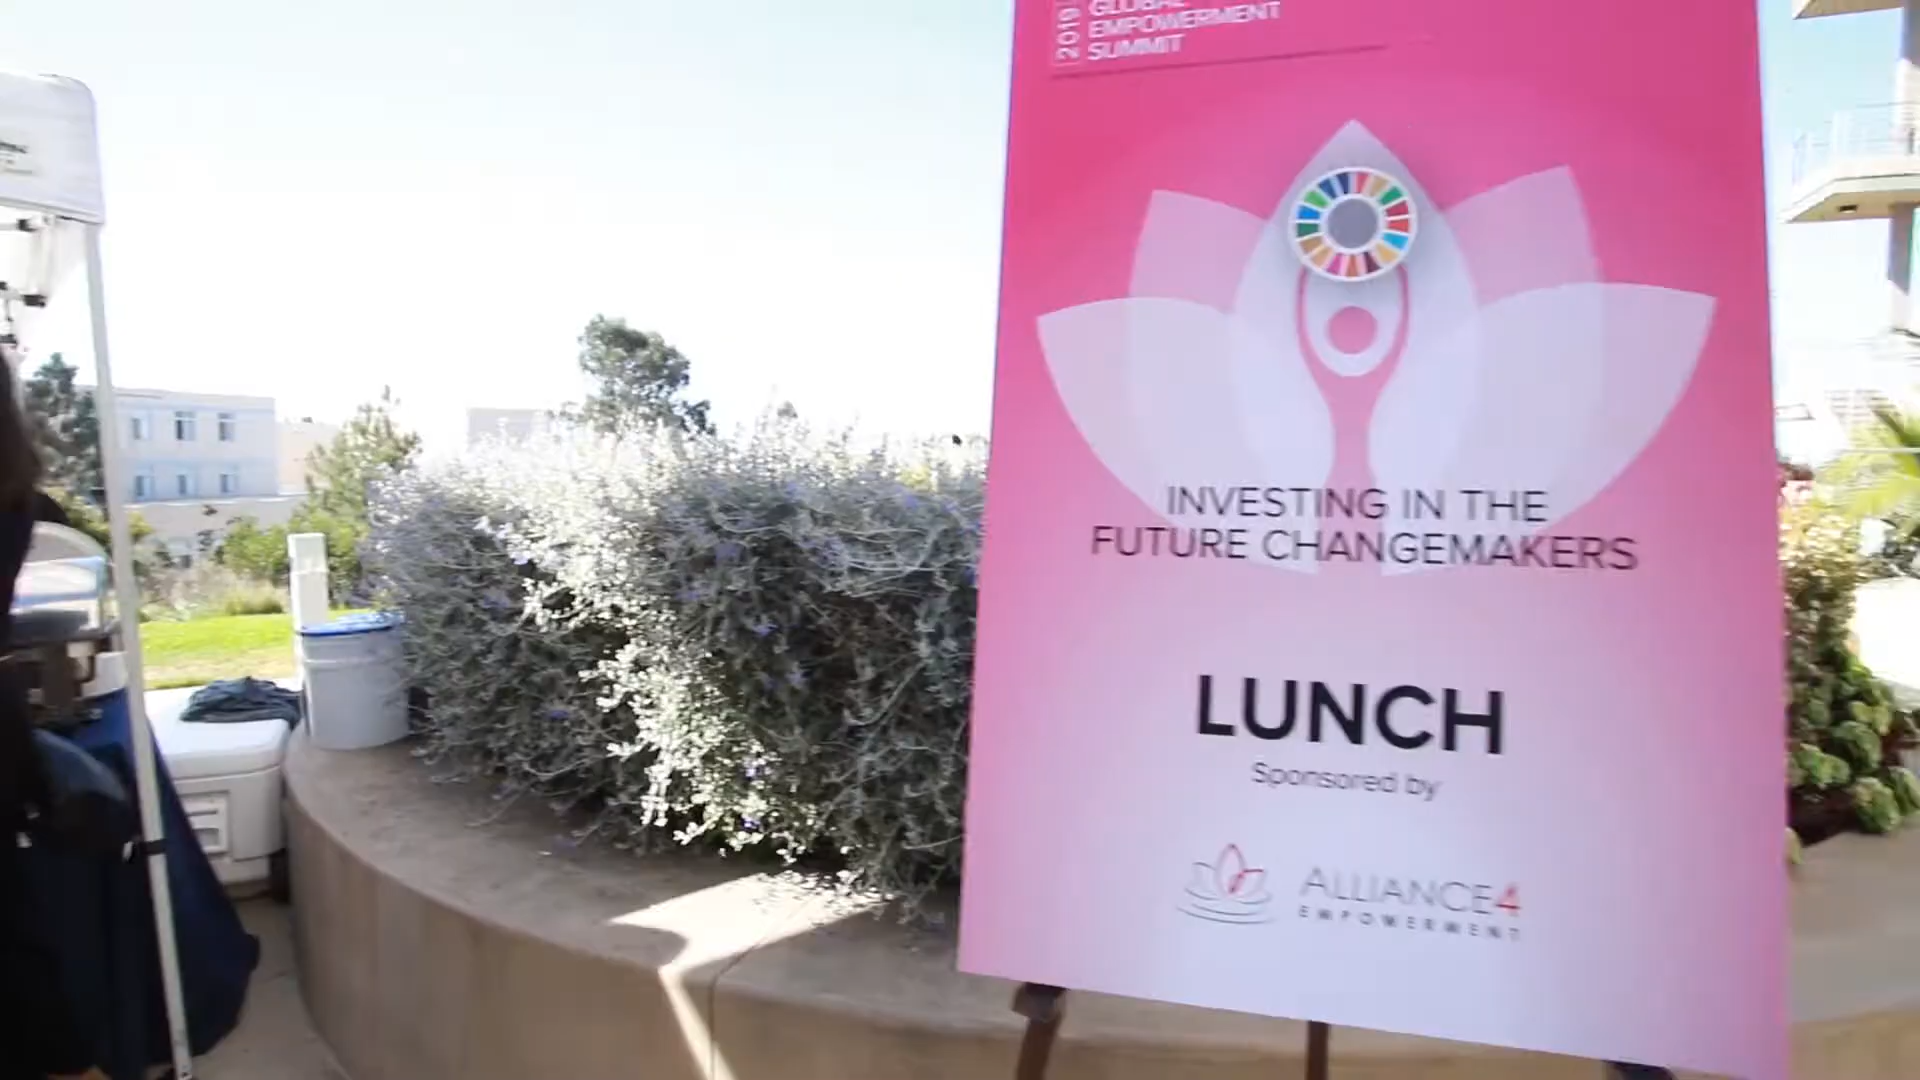 2019
GLOBAL
EMPOWERMENT
SUMMIT
INVESTING IN THE
FUTURE CHANGEMAKERS
LUNCH
Sponsored by
ALLIANCE4
EMPOWERMENT